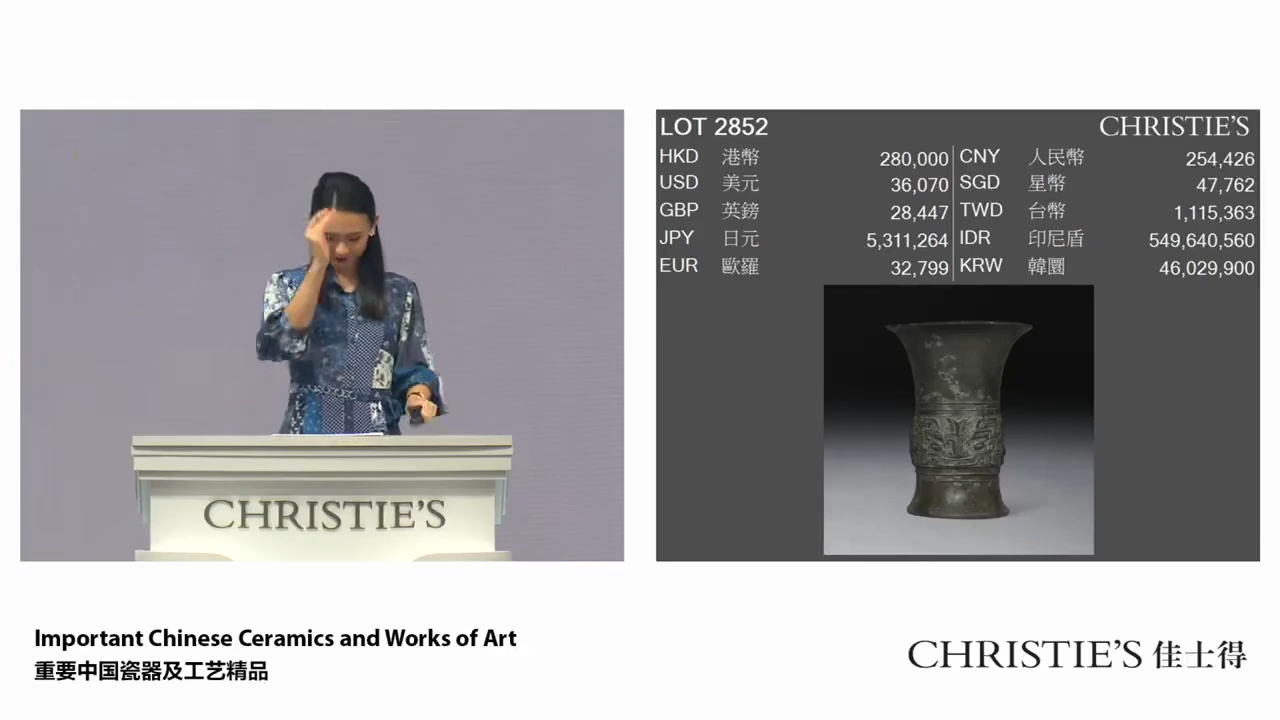 LOT 2852
CHRISTIE'S
HKD 港幣 280,000 CNY 人民幣 254,426
USD 美元 36,070 SGD 星幣 47,762
GBP 英鎊 28,447 TWD 台幣 1,115,363
JPY 日元 5,311,264 IDR 印尼盾 549,640,560
EUR 歐羅 32,799 KRW 韓圜 46,029,900
CHRISTIE'S
Important Chinese Ceramics and Works of Art
重要中国瓷器及工艺精品
CHRISTIE'S 佳士得